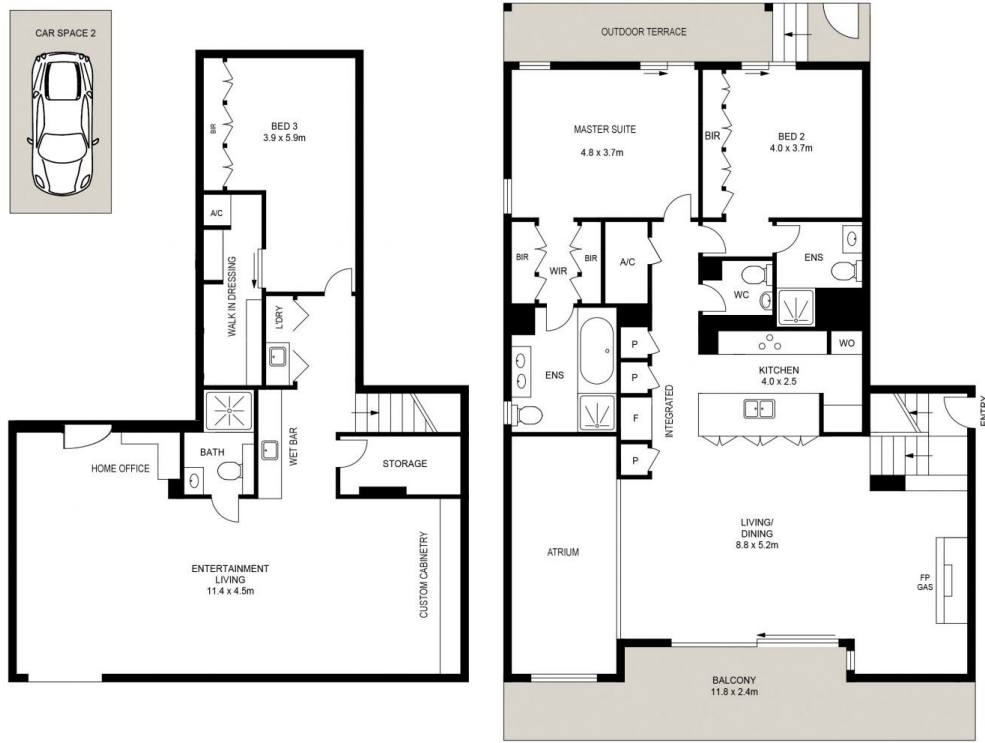 CAR SPACE 2
BIR
BED 3
3.9 x 5.9m
A/C
WALK IN DRESSING
L'DRY
BATH
WET BAR
HOME OFFICE
STORAGE
ENTERTAINMENT
LIVING
11.4 x 4.5m
CUSTOM CABINETRY
OUTDOOR TERRACE
MASTER SUITE
4.8 x 3.7m
BIR
BED 2
4.0 x 3.7m
BIR
WIR
BIR
A/C
WC
ENS
ENS
P
P
F
P
INTEGRATED
WO
KITCHEN
4.0 x 2.5
ENTRY
ATRIUM
LIVING/
DINING
8.8 x 5.2m
FP
GAS
BALCONY
11.8 x 2.4m